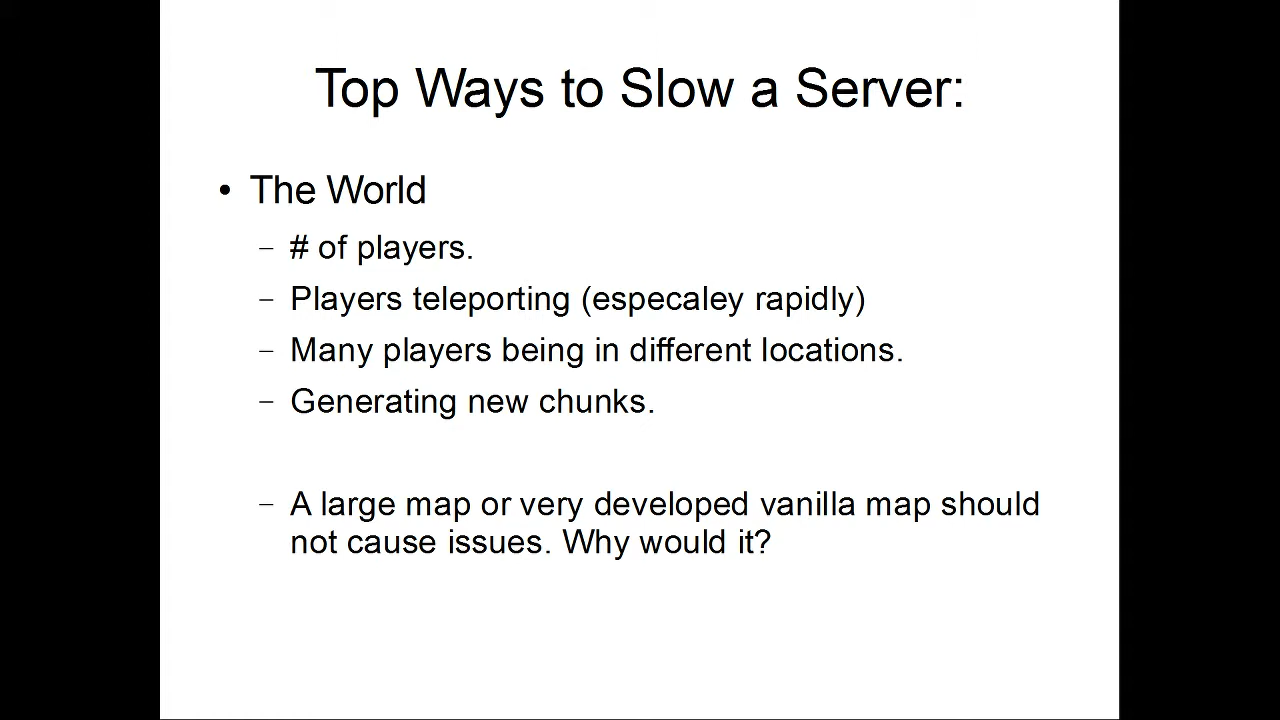 Top Ways to Slow a Server:
• The World
– # of players.
– Players teleporting (especaley rapidly)
– Many players being in different locations.
– Generating new chunks.
– A large map or very developed vanilla map should
not cause issues. Why would it?